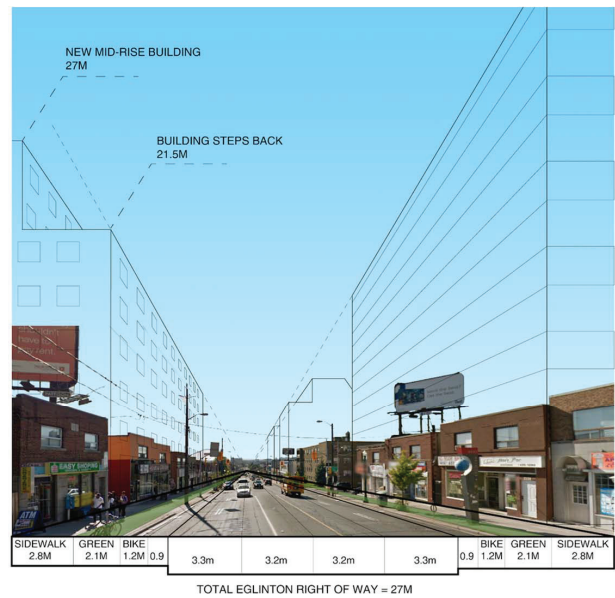 NEW MID-RISE BUILDING
27M
BUILDING STEPS BACK
21.5M
EASY SHOPING
ATM
SIDEWALK
2.8M
GREEN
2.1M
BIKE
1.2M
0.9
3.3m
3.2m
3.2m
3.3m
0.9
BIKE
1.2M
GREEN
2.1M
SIDEWALK
2.8M
TOTAL EGLINTON RIGHT OF WAY = 27M